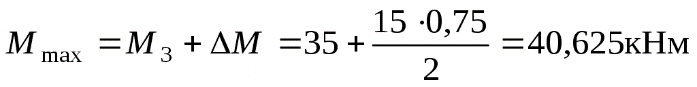 M max = M 3 + ΔM = 35 + 15 · 0,75 / 2 = 40,625кНм